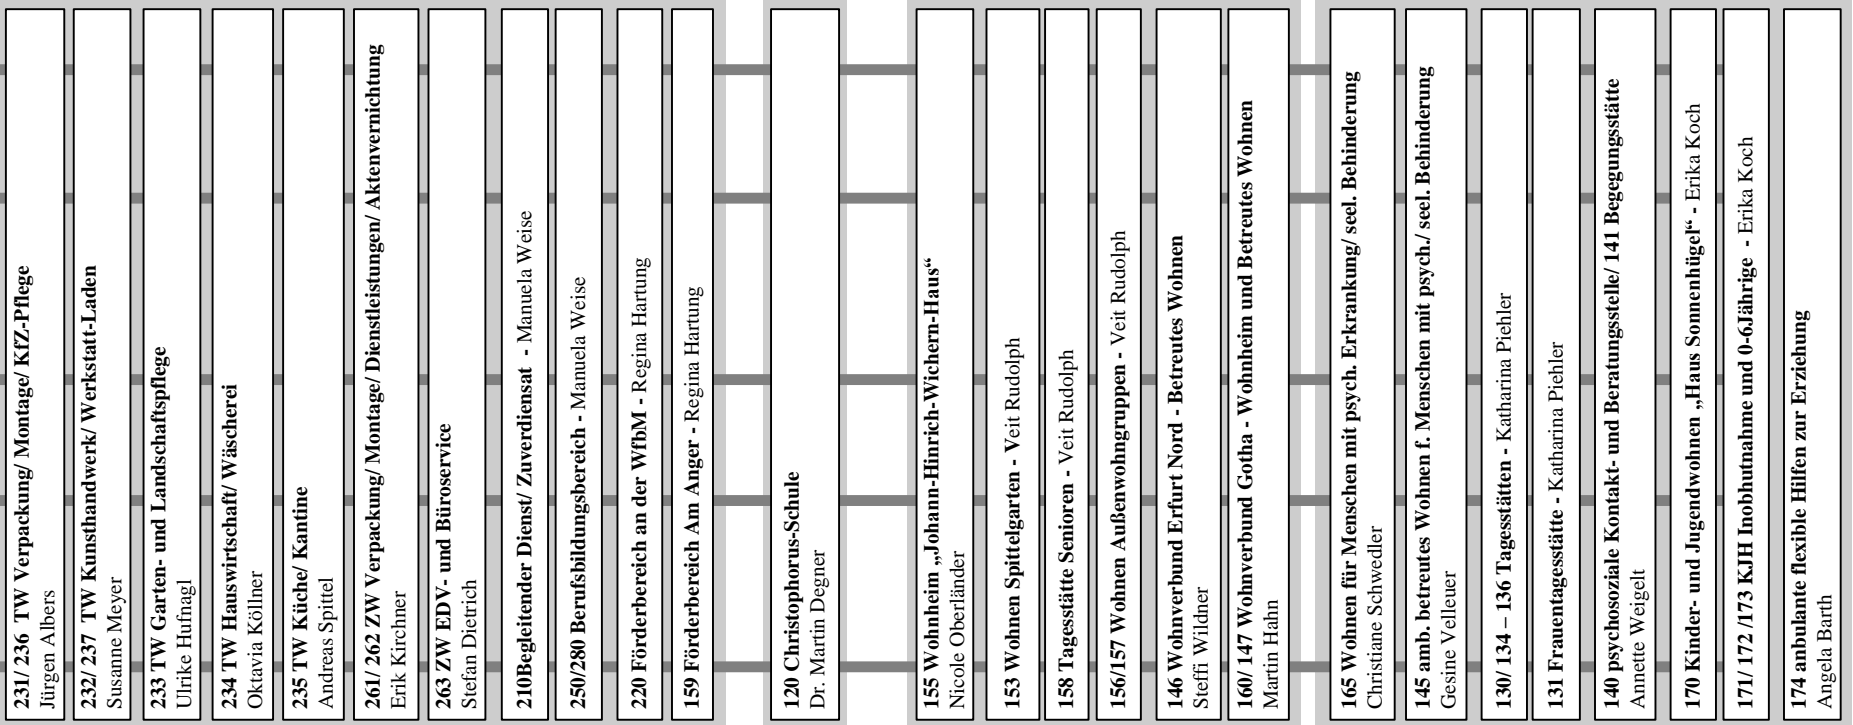 231/ 236  TW Verpackung/ Montage/ KfZ-Pflege
Jürgen Albers
232/ 237  TW Kunsthandwerk/ Werkstatt-Laden
Susanne Meyer
233 TW Garten- und Landschaftspflege
Ulrike Hufnagl
234 TW Hauswirtschaft/ Wäscherei
Oktavia Köllner
235 TW Küche/ Kantine
Andreas Spittel
261/ 262 ZW Verpackung/ Montage/ Dienstleistungen/ Aktenvernichtung
Erik Kirchner
263 ZW EDV- und Büroservice
Stefan Dietrich
210Begleitender Dienst/ Zuverdiensat  - Manuela Weise
250/280 Berufsbildungsbereich - Manuela Weise
220 Förderbereich an der WfbM - Regina Hartung
159 Förderbereich Am Anger - Regina Hartung
120 Christophorus-Schule
Dr. Martin Degner
155 Wohnheim „Johann-Hinrich-Wichern-Haus“
Nicole Oberländer
153 Wohnen Spittelgarten - Veit Rudolph
158 Tagesstätte Senioren - Veit Rudolph
156/157 Wohnen Außenwohngruppen - Veit Rudolph
146 Wohnverbund Erfurt Nord - Betreutes Wohnen
Steffi Wildner
160/ 147 Wohnverbund Gotha - Wohnheim und Betreutes Wohnen
Martin Hahn
165 Wohnen für Menschen mit psych. Erkrankung/ seel. Behinderung
Christiane Schwedler
145 amb. betreutes Wohnen f. Menschen mit psych./ seel. Behinderung
Gesine Velleuer
130/ 134 – 136 Tagesstätten - Katharina Piehler
131 Frauentagesstätte - Katharina Piehler
140 psychosoziale Kontakt- und Beratungsstelle/ 141 Begegungsstätte
Annette Weigelt
170 Kinder- und Jugendwohnen „Haus Sonnenhügel“ - Erika Koch
171/ 172 /173 KJH Inobhutnahme und 0-6Jährige  - Erika Koch
174 anbulante flexible Hilfen zur Erziehung
Angela Barth